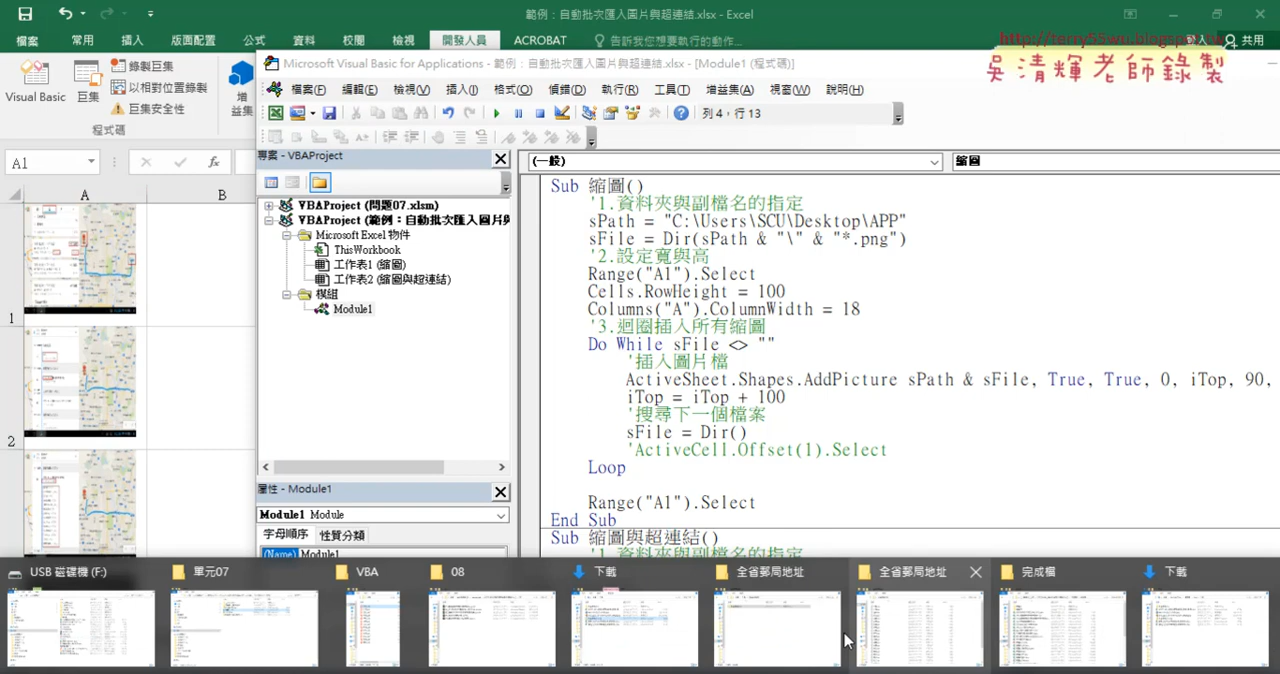 範例：自動批次匯入圖片與超連結.xlsx - Excel
檔案 常用 插入 版面配置 公式 資料 校閱 檢視 開發人員 ACROBAT 告訴我您想要執行的動作... 共用
http://terry55wu.blogspot.tw
吳清輝老師錄製
Visual Basic 巨集 錄製巨集 以相對位置錄製 巨集安全性 增益集
程式碼
Microsoft Visual Basic for Applications - 範例：自動批次匯入圖片與超連結.xlsx - [Module1 (程式碼)]
檔案(F) 編輯(E) 檢視(V) 插入(I) 格式(O) 偵錯(D) 執行(R) 工具(T) 增益集(A) 視窗(W) 說明(H)
列 4，行 13
A1 fx
A B
1
2
專案 - VBAProject
VBAProject (問題07.xlsm)
VBAProject (範例：自動批次匯入圖片與
Microsoft Excel 物件
ThisWorkbook
工作表1 (縮圖)
工作表2 (縮圖與超連結)
模組
Module1
屬性 - Module1
Module1 Module
字母順序 性質分類
(Name) Module1
(一般) 縮圖
Sub 縮圖()
'1.資料夾與副檔名的指定
sPath = "C:\Users\SCU\Desktop\APP"
sFile = Dir(sPath & "\" & "*.png")
'2.設定寬與高
Range("A1").Select
Cells.RowHeight = 100
Columns("A").ColumnWidth = 18
'3.迴圈插入所有縮圖
Do While sFile <> ""
'插入圖片檔
ActiveSheet.Shapes.AddPicture sPath & sFile, True, True, 0, iTop, 90,
iTop = iTop + 100
'搜尋下一個檔案
sFile = Dir()
'ActiveCell.Offset(1).Select
Loop
Range("A1").Select
End Sub
Sub 縮圖與超連結()
'1.資料夾與副檔名的指定
USB 磁碟機 (F:) 單元07 VBA 08 下載 全省郵局地址 全省郵局地址 完成檔 下載